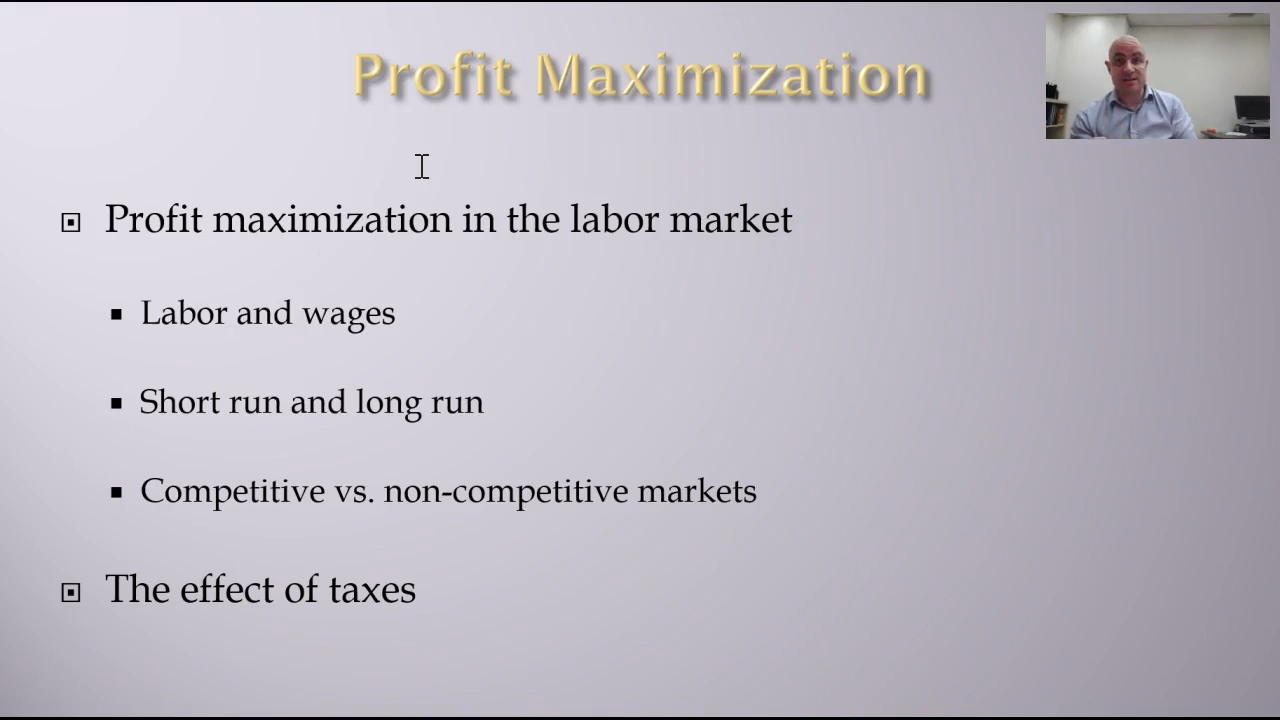 Profit Maximization
Profit maximization in the labor market
Labor and wages
Short run and long run
Competitive vs. non-competitive markets
The effect of taxes